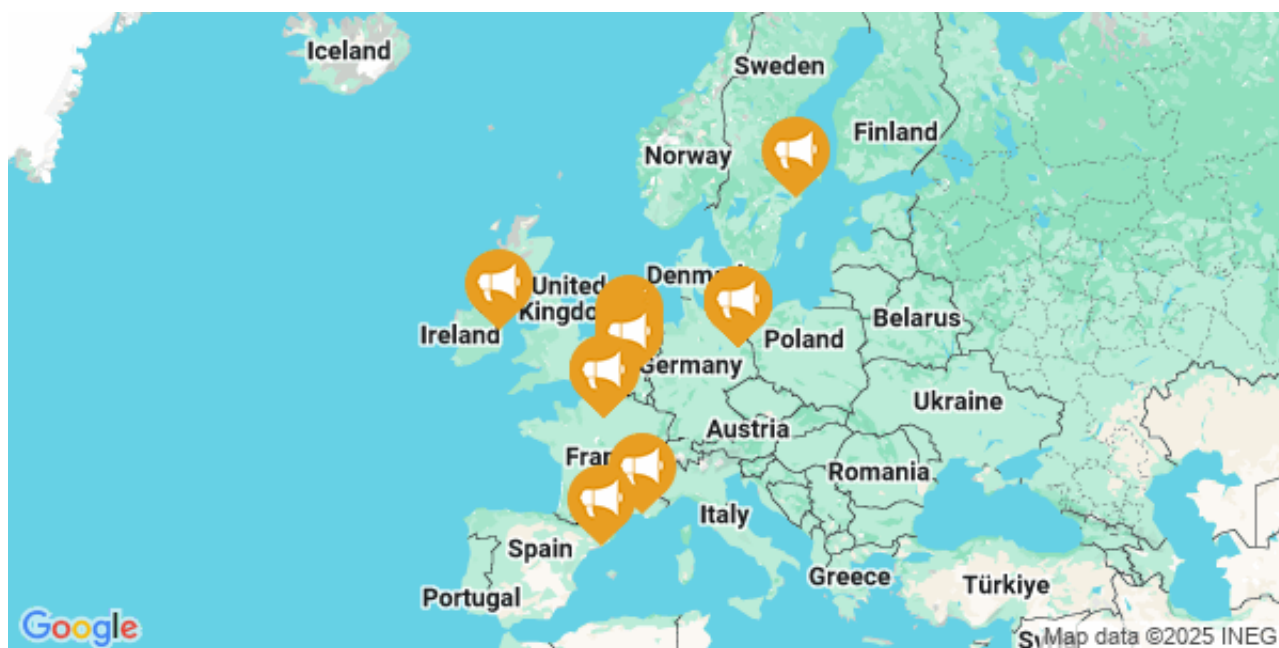 Iceland
Sweden
Finland
Norway
Denm
United
Kingdo
Ireland
Belarus
Poland
Germany
Ukraine
Austria
Fran
Romania
Italy
Spain
Greece
Türkiye
Portugal
Google
Map data ©2025 INEG